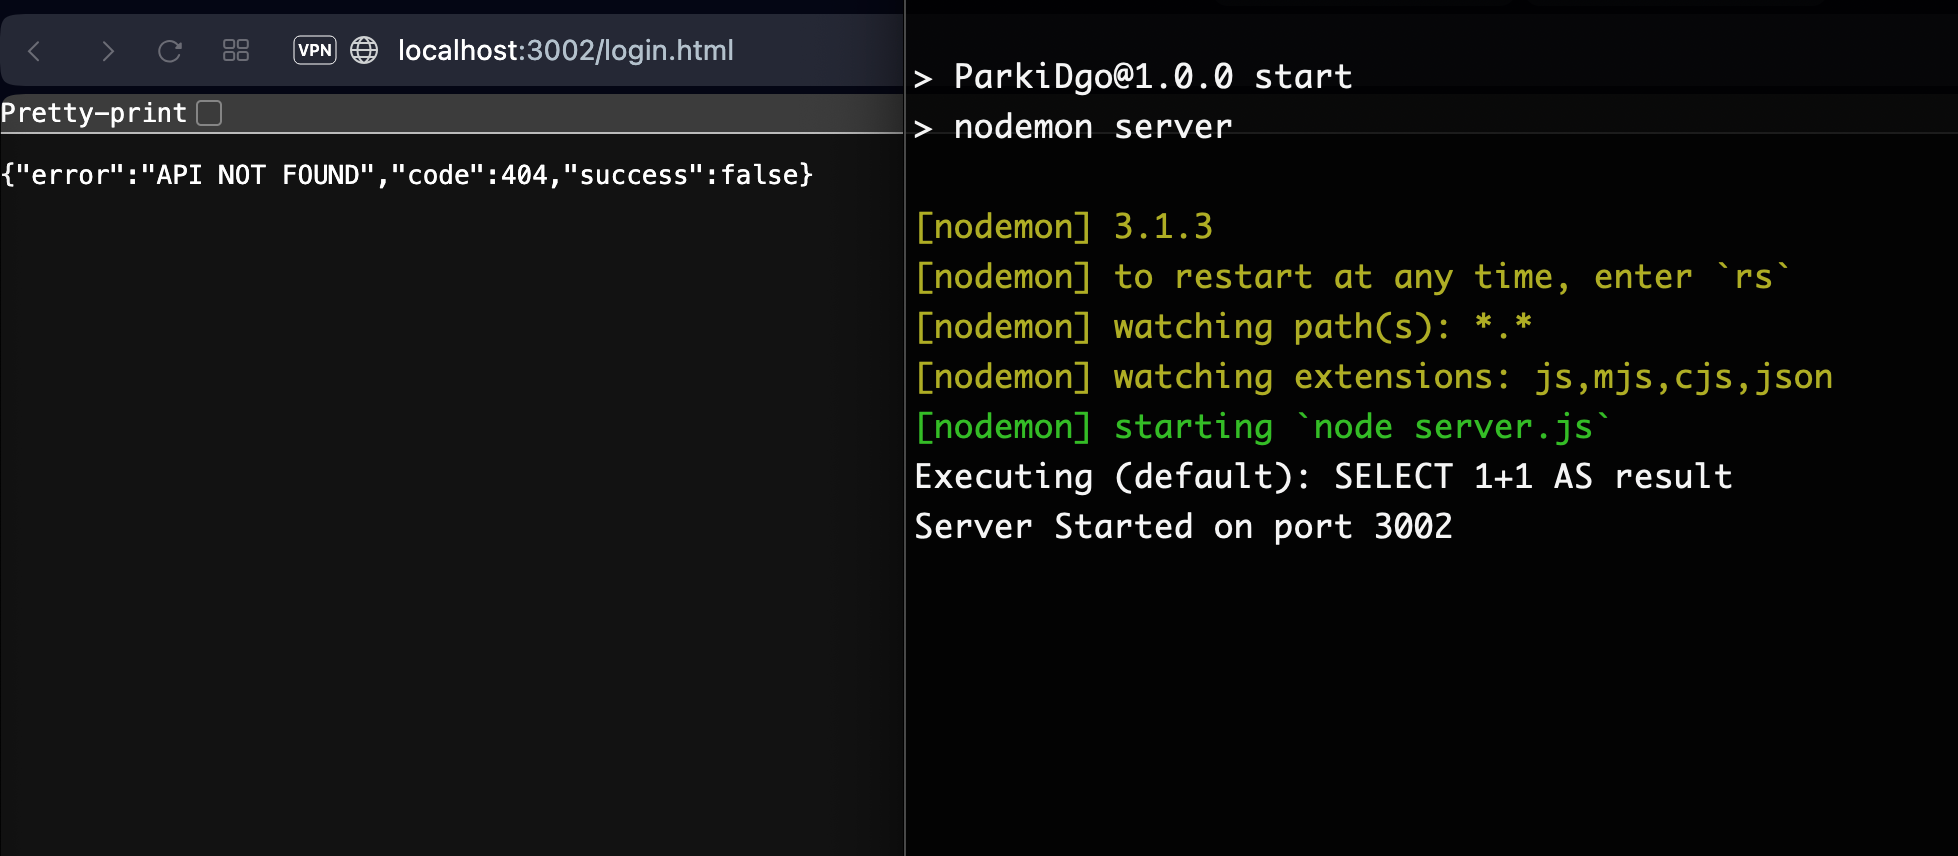 VPN localhost:3002/login.html
Pretty-print
{"error":"API NOT FOUND","code":404,"success":false}
> ParkiDgo@1.0.0 start
> nodemon server
[nodemon] 3.1.3
[nodemon] to restart at any time, enter `rs`
[nodemon] watching path(s): *.*
[nodemon] watching extensions: js,mjs,cjs,json
[nodemon] starting `node server.js`
Executing (default): SELECT 1+1 AS result
Server Started on port 3002